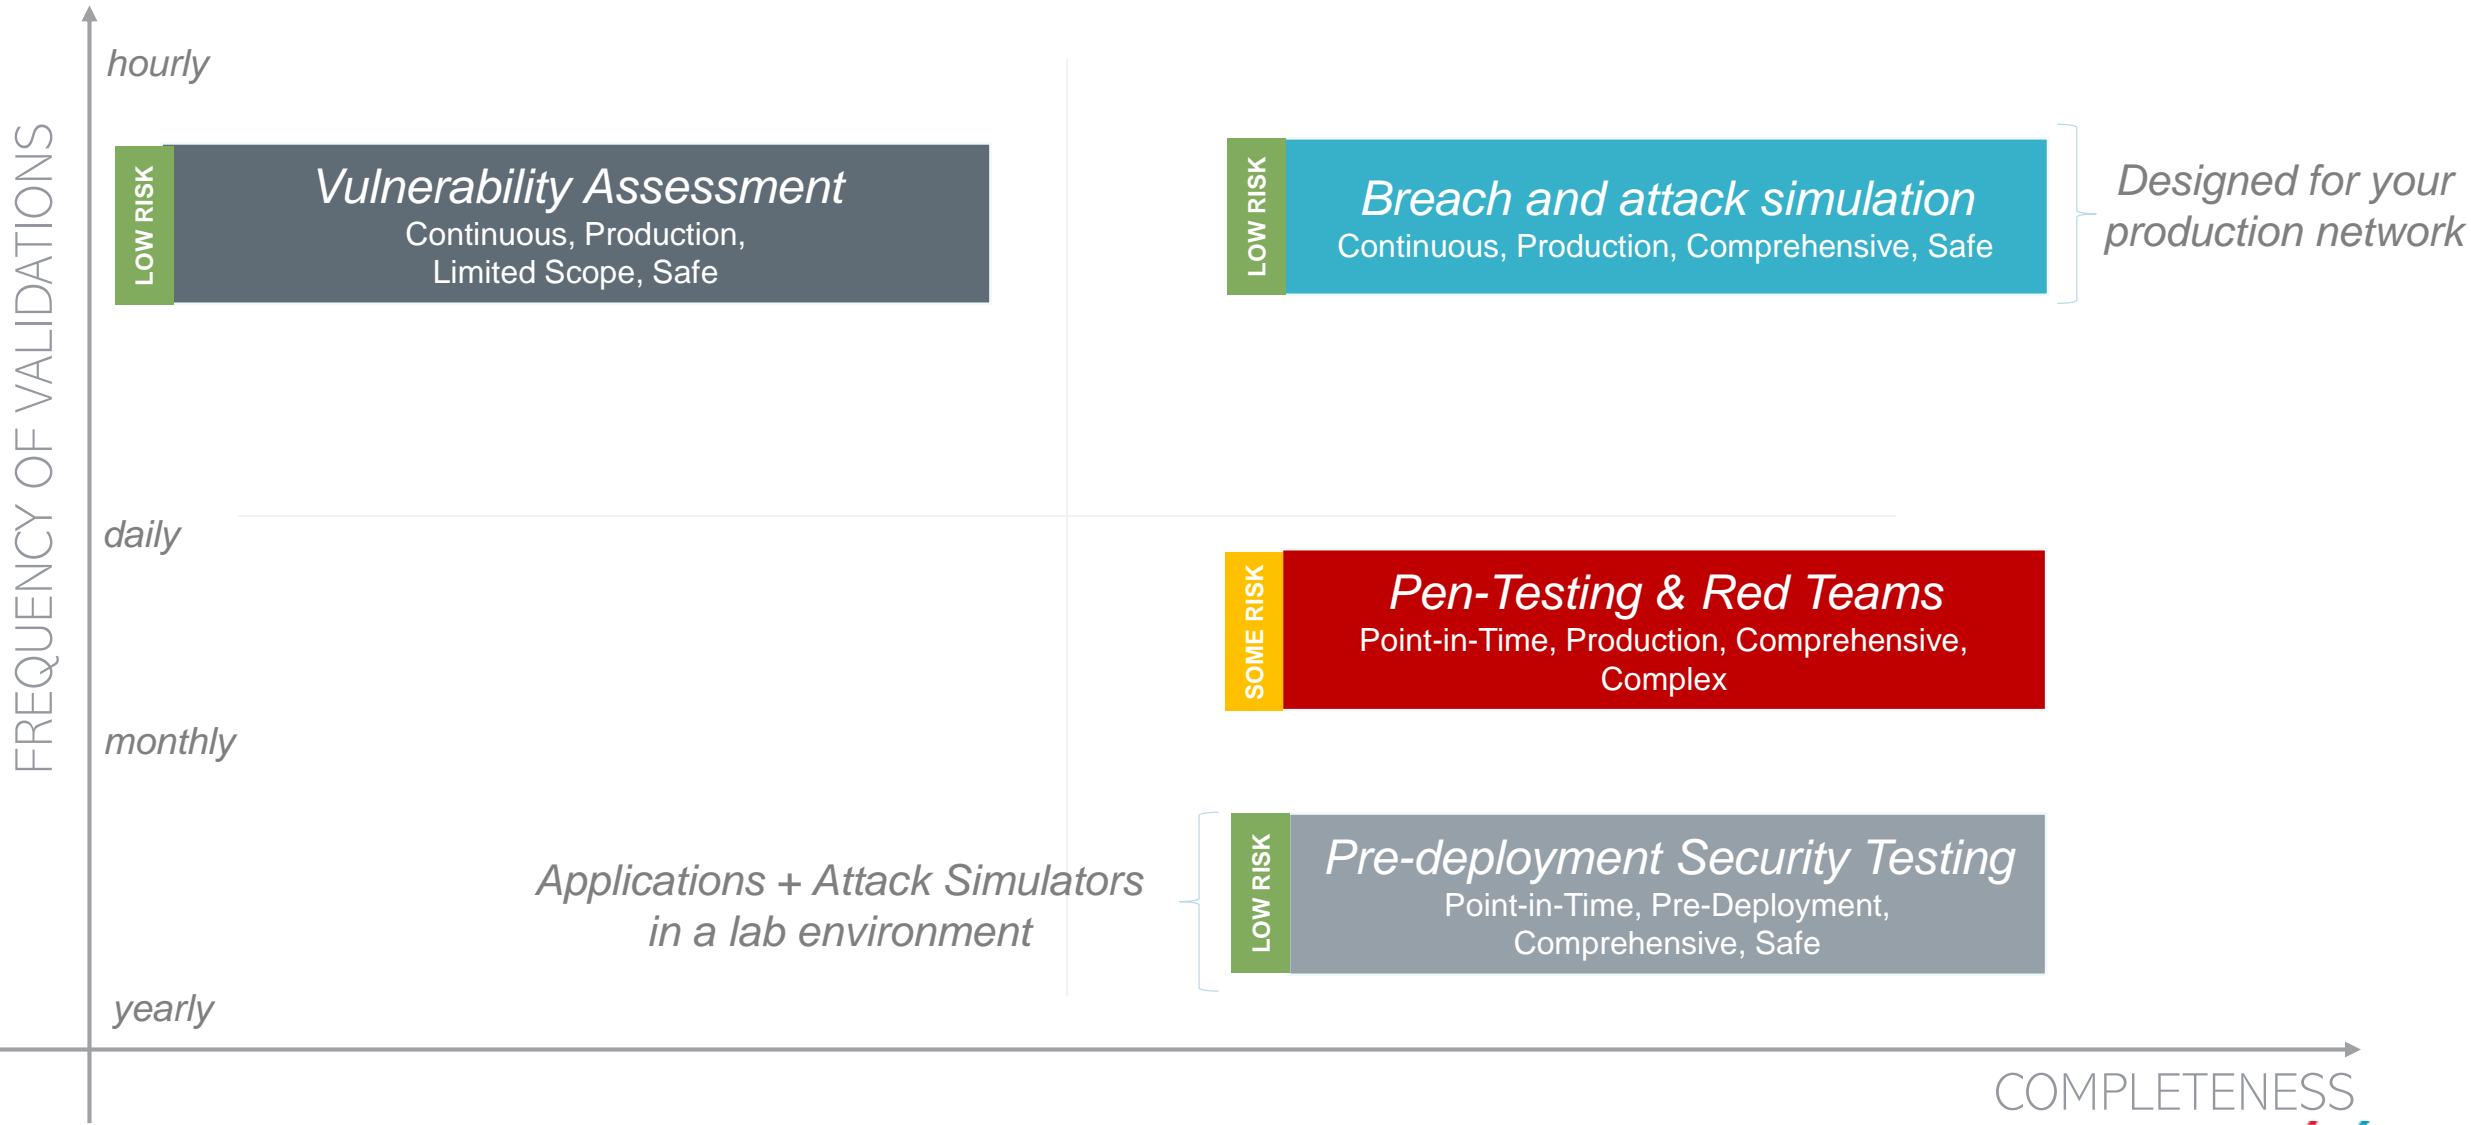 hourly
FREQUENCY OF VALIDATIONS
LOW RISK
Vulnerability Assessment
Continuous, Production,
Limited Scope, Safe
LOW RISK
Breach and attack simulation
Continuous, Production, Comprehensive, Safe
Designed for your
production network
daily
SOME RISK
Pen-Testing & Red Teams
Point-in-Time, Production, Comprehensive,
Complex
monthly
Applications + Attack Simulators
in a lab environment
LOW RISK
Pre-deployment Security Testing
Point-in-Time, Pre-Deployment,
Comprehensive, Safe
yearly
COMPLETENESS